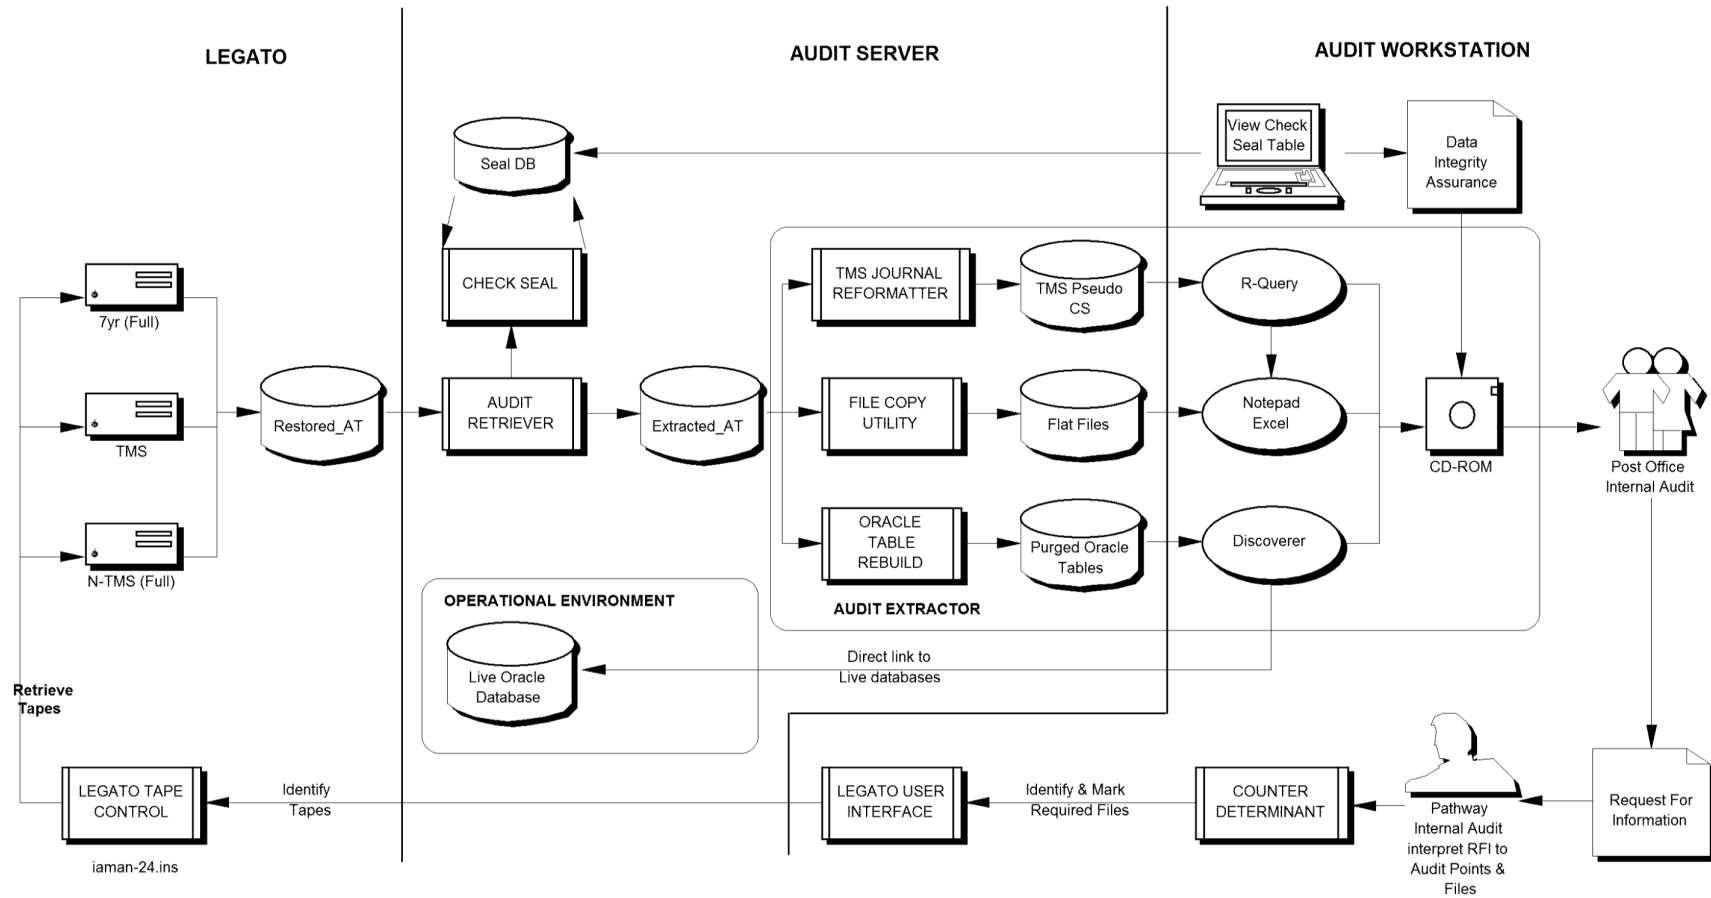 LEGATO
AUDIT SERVER
AUDIT WORKSTATION
Seal DB
View Check
Seal Table
Data
Integrity
Assurance
CHECK SEAL
TMS JOURNAL
REFORMATTER
TMS Pseudo
CS
R-Query
7yr (Full)
Restored_AT
AUDIT
RETRIEVER
Extracted_AT
FILE COPY
UTILITY
Flat Files
Notepad
Excel
CD-ROM
Post Office
Internal Audit
TMS
ORACLE
TABLE
REBUILD
Purged Oracle
Tables
Discoverer
N-TMS (Full)
OPERATIONAL ENVIRONMENT
AUDIT EXTRACTOR
Live Oracle
Database
Direct link to
Live databases
Retrieve
Tapes
LEGATO TAPE
CONTROL
Identify
Tapes
LEGATO USER
INTERFACE
Identify & Mark
Required Files
COUNTER
DETERMINANT
Pathway
Internal Audit
interpret RFI to
Audit Points &
Files
Request For
Information
iaman-24.ins